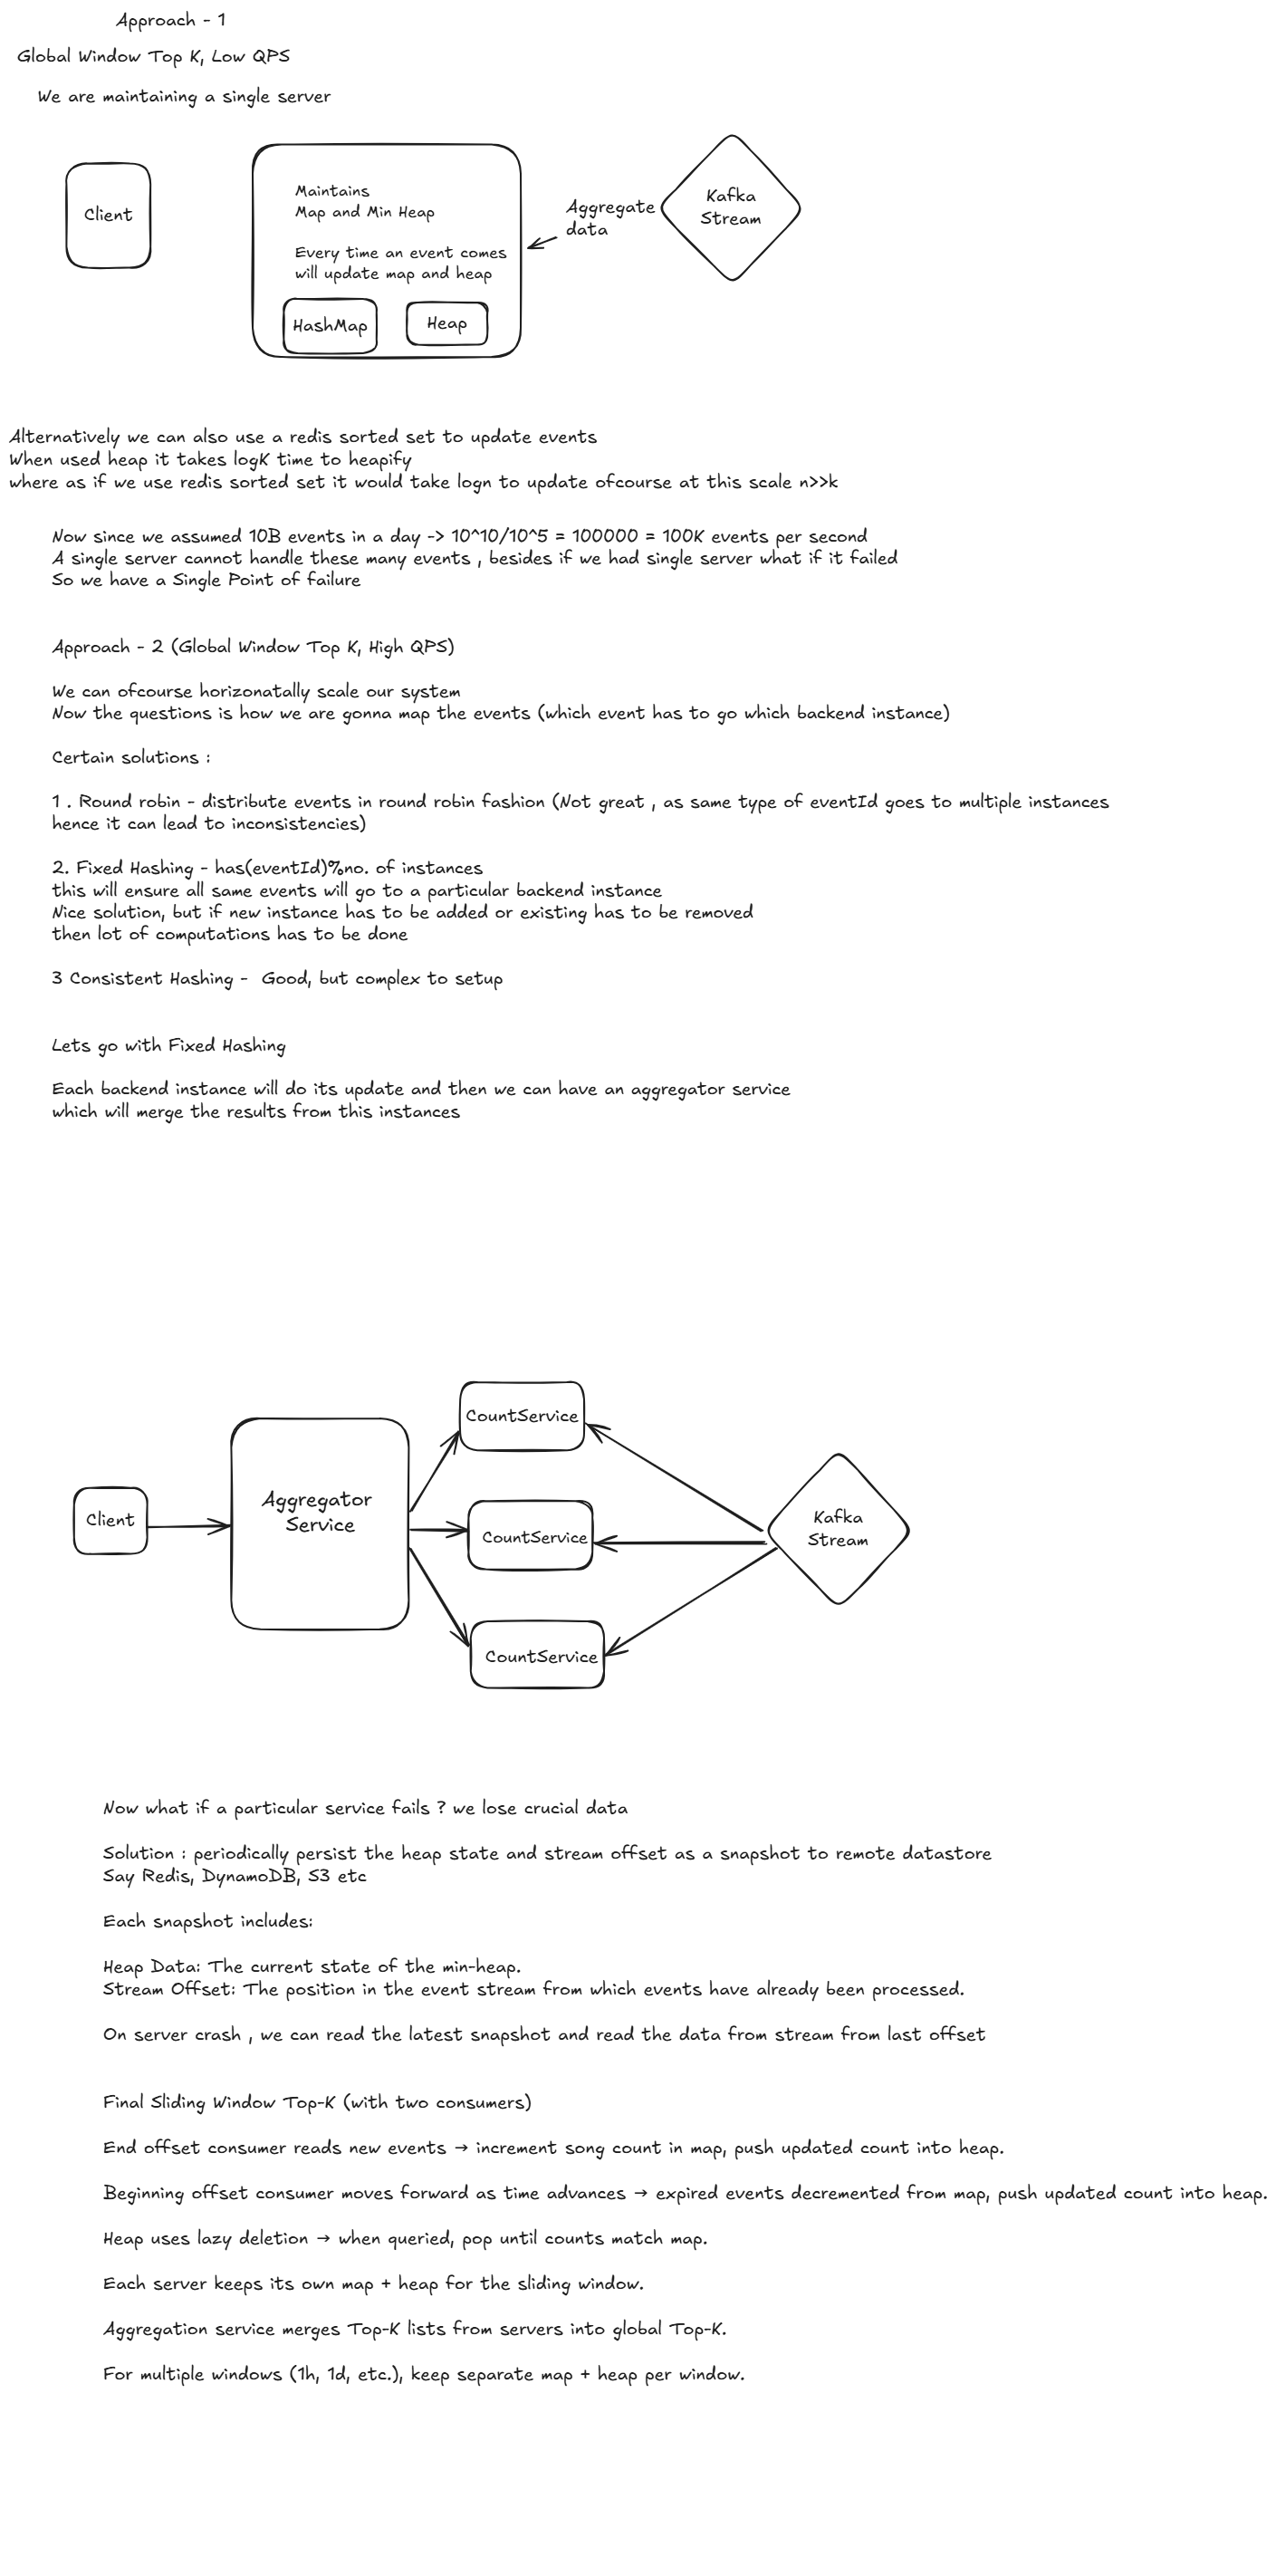 Approach - 1
Global Window Top K, Low QPS
We are maintaining a single server
Client
Maintains
Map and Min Heap
Every time an event comes
will update map and heap
HashMap
Heap
Aggregate
data
Kafka
Stream
Alternatively we can also use a redis sorted set to update events
When used heap it takes logK time to heapify
where as if we use redis sorted set it would take logn to update ofcourse at this scale n>>k
Now since we assumed 10B events in a day -> 10^10/10^5 = 100000 = 100K events per second
A single server cannot handle these many events , besides if we had single server what if it failed
So we have a Single Point of failure
Approach - 2 (Global Window Top K, High QPS)
We can ofcourse horizonatally scale our system
Now the questions is how we are gonna map the events (which event has to go which backend instance)
Certain solutions :
1 . Round robin - distribute events in round robin fashion (Not great , as same type of eventId goes to multiple instances
hence it can lead to inconsistencies)
2. Fixed Hashing - has(eventId)%no. of instances
this will ensure all same events will go to a particular backend instance
Nice solution, but if new instance has to be added or existing has to be removed
then lot of computations has to be done
3 Consistent Hashing - Good, but complex to setup
Lets go with Fixed Hashing
Each backend instance will do its update and then we can have an aggregator service
which will merge the results from this instances
Client
Aggregator
Service
CountService
CountService
CountService
Kafka
Stream
Now what if a particular service fails ? we lose crucial data
Solution : periodically persist the heap state and stream offset as a snapshot to remote datastore
Say Redis, DynamoDB, S3 etc
Each snapshot includes:
Heap Data: The current state of the min-heap.
Stream Offset: The position in the event stream from which events have already been processed.
On server crash , we can read the latest snapshot and read the data from stream from last offset
Final Sliding Window Top-K (with two consumers)
End offset consumer reads new events → increment song count in map, push updated count into heap.
Beginning offset consumer moves forward as time advances → expired events decremented from map, push updated count into heap.
Heap uses lazy deletion → when queried, pop until counts match map.
Each server keeps its own map + heap for the sliding window.
Aggregation service merges Top-K lists from servers into global Top-K.
For multiple windows (1h, 1d, etc.), keep separate map + heap per window.